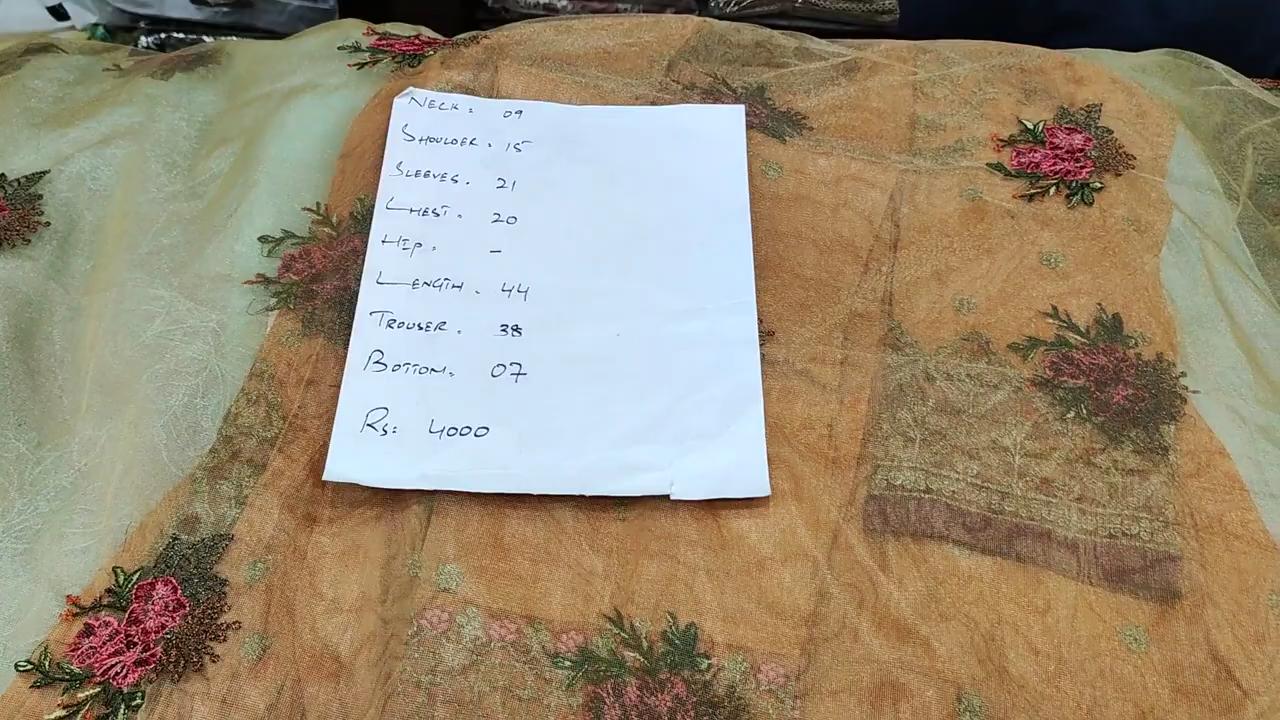 NECK = 09
SHOULDER = 15
SLEEVES = 21
CHEST = 20
HIP = -
LENGTH = 44
TROUSER = 38
BOTTOM = 07
Rs: 4000